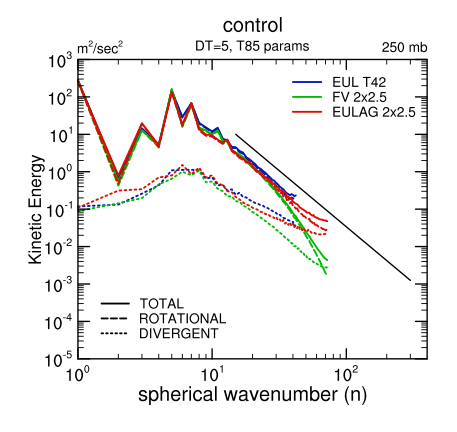 control
m²/sec² DT=5, T85 params 250 mb
10³
10²
10¹
10⁰
10⁻¹
10⁻²
10⁻³
10⁻⁴
10⁻⁵
Kinetic Energy
EUL T42
FV 2x2.5
EULAG 2x2.5
TOTAL
ROTATIONAL
DIVERGENT
10⁰ 10¹ 10²
spherical wavenumber (n)